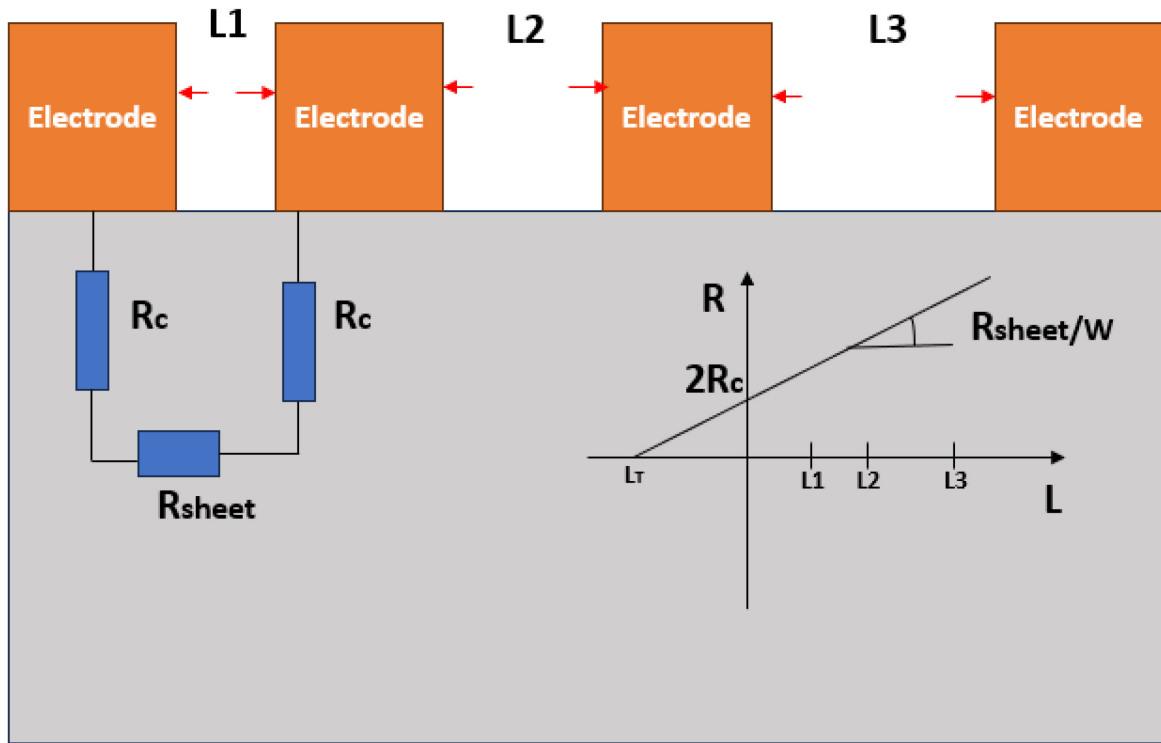 L1
L2
L3
Electrode
Electrode
Electrode
Electrode
Rc
Rc
Rsheet
R
Rsheet/W
2Rc
LT
L1
L2
L3
L